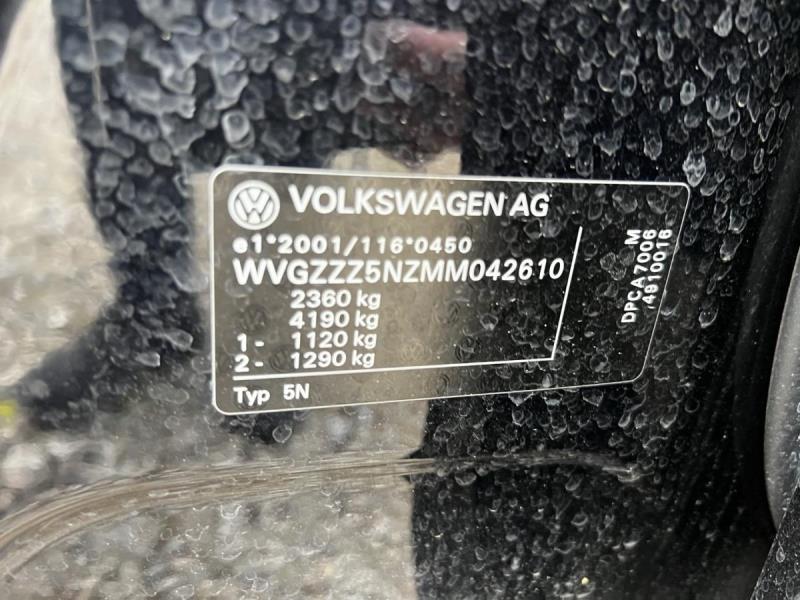 VOLKSWAGEN AG
e1*2001/116*0450
WVGZZZ5NZMM042610
2360 kg
4190 kg
1 - 1120 kg
2 - 1290 kg
Typ 5N
DPCA7006 M
4910016